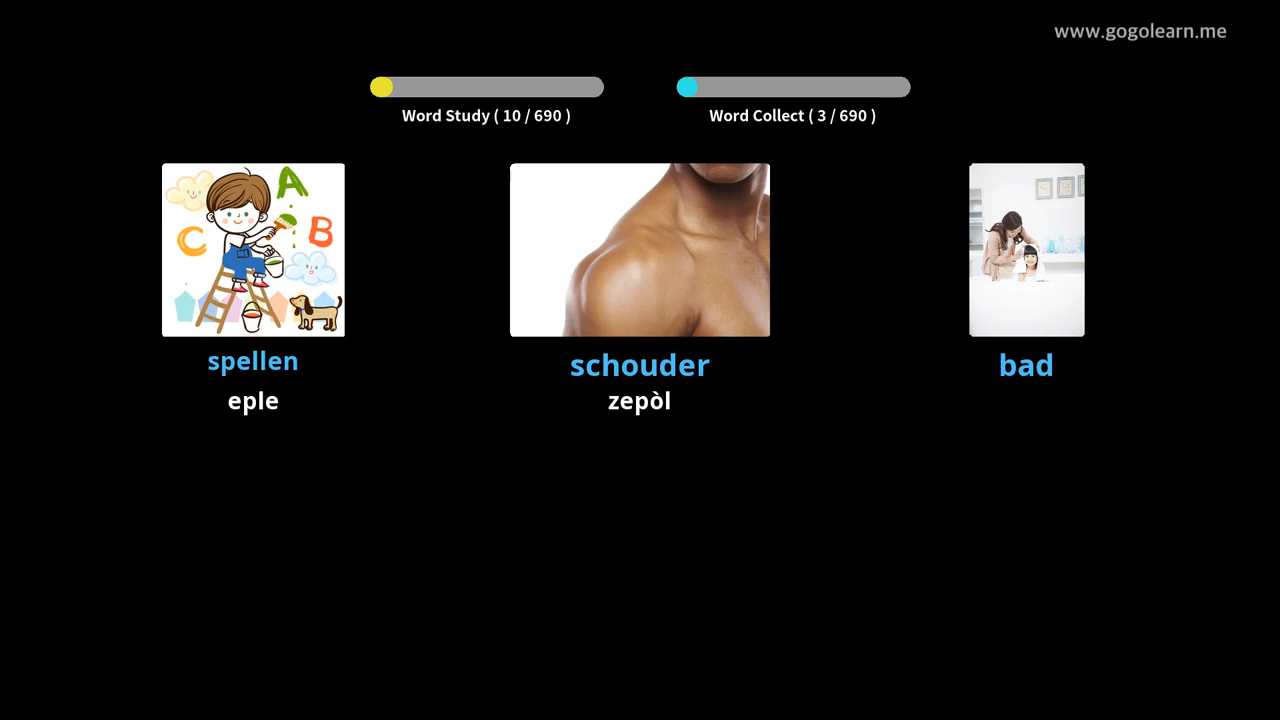 www.gogolearn.me
Word Study ( 10 / 690 )
Word Collect ( 3 / 690 )
A
B
C
spellen
schouder
bad
eple
zepòl